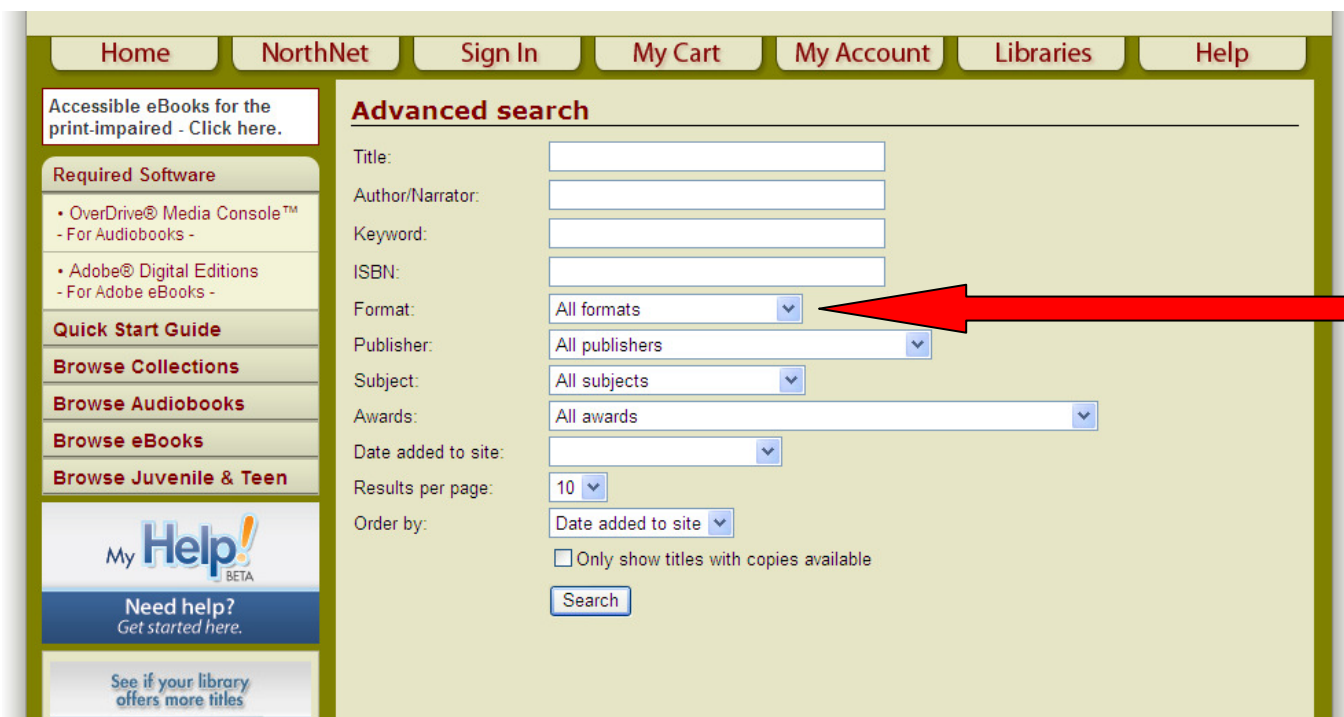 Home NorthNet Sign In My Cart My Account Libraries Help
Accessible eBooks for the
print-impaired - Click here.
Required Software
• OverDrive® Media Console™
- For Audiobooks -
• Adobe® Digital Editions
- For Adobe eBooks -
Quick Start Guide
Browse Collections
Browse Audiobooks
Browse eBooks
Browse Juvenile & Teen
My Help!
BETA
Need help?
Get started here.
See if your library
offers more titles
Advanced search
Title:
Author/Narrator:
Keyword:
ISBN:
Format: All formats
Publisher: All publishers
Subject: All subjects
Awards: All awards
Date added to site:
Results per page: 10
Order by: Date added to site
Only show titles with copies available
Search